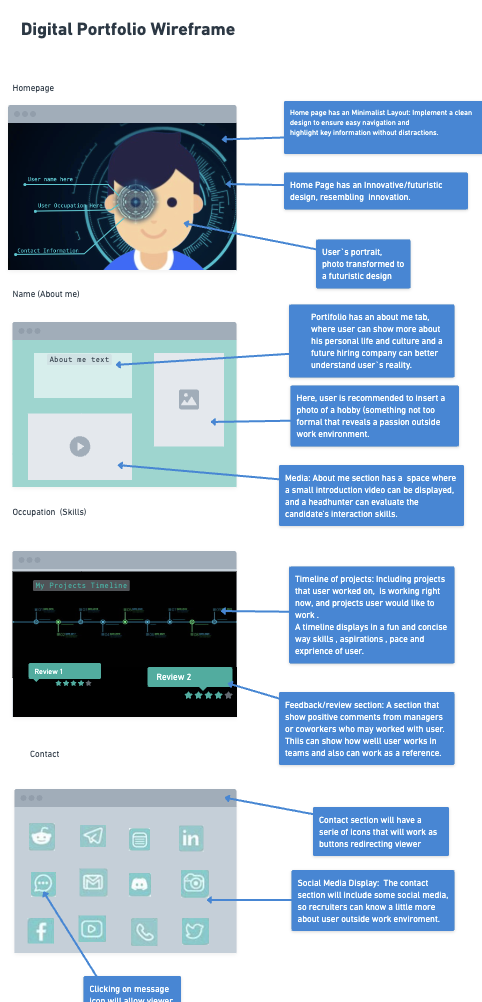 Digital Portfolio Wireframe
Homepage
Home page has an Minimalist Layout: Implement a clean
design to ensure easy navigation and
highlight key information without distractions.
User name here
User Occupation Here
Contact Information
Home Page has an Innovative/futuristic
design, resembling innovation.
User`s portrait,
photo transformed to
a futuristic design
Name (About me)
About me text
Portifolio has an about me tab,
where user can show more about
his personal life and culture and a
future hiring company can better
understand user`s reality.
Here, user is recommended to insert a
photo of a hobby (something not too
formal that reveals a passion outside
work environment.
Media: About me section has a space where
a small introduction video can be displayed,
and a headhunter can evaluate the
candidate's interaction skills.
Occupation (Skills)
My Projects Timeline
Review 1
Review 2
Timeline of projects: Including projects
that user worked on, is working right
now, and projects user would like to
work .
A timeline displays in a fun and concise
way skills , aspirations , pace and
exprience of user.
Feedback/review section: A section that
show positive comments from managers
or coworkers who may worked with user.
Thiis can show how welll user works in
teams and also can work as a reference.
Contact
Contact section will have a
serie of icons that will work as
buttons redirecting viewer
in
Social Media Display: The contact
section will include some social media,
so recruiters can know a little more
about user outside work enviroment.
f
Clicking on message
icon will allow viewer